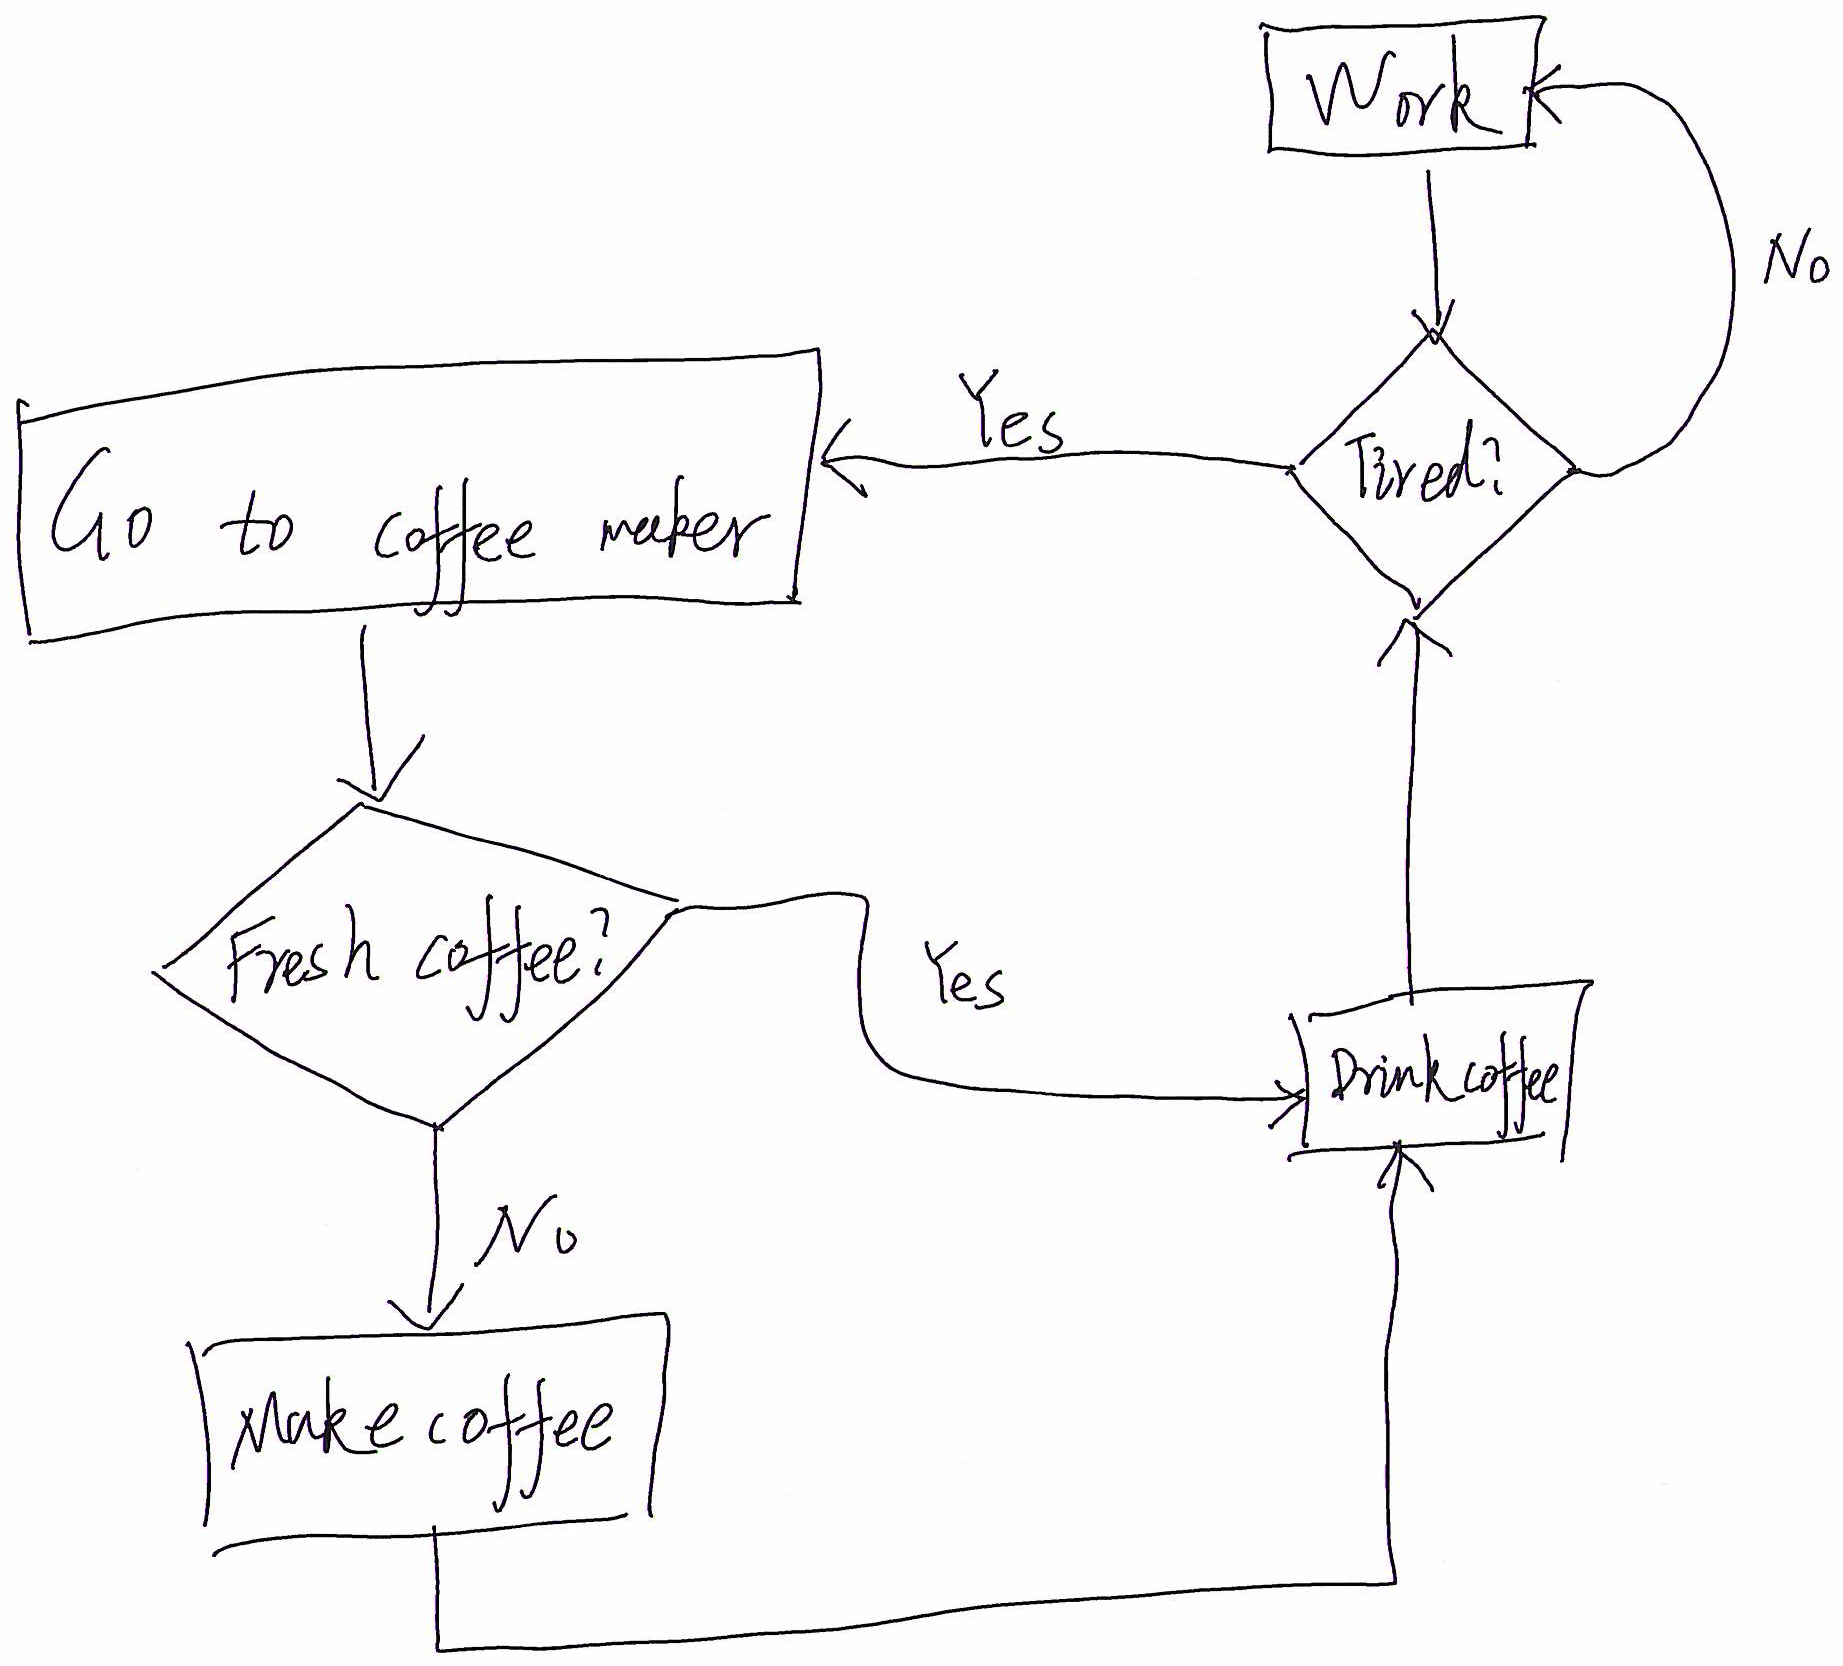 Work
No
Yes
Tired?
Go to coffee maker
Fresh coffee?
Yes
Drink coffee
No
Make coffee